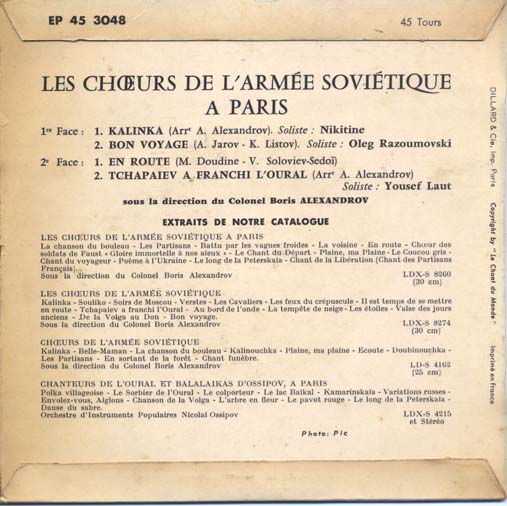 EP 45 3048
45 Tours
LES CHŒURS DE L'ARMÉE SOVIÉTIQUE
A PARIS
1re Face : 1. KALINKA (Arrt A. Alexandrov). Soliste : Nikitine
2. BON VOYAGE (A. Jarov - K. Listov). Soliste : Oleg Razoumovski
2e Face : 1. EN ROUTE (M. Doudine - V. Soloviev-Sedoï)
2. TCHAPAIEV A FRANCHI L'OURAL (Arrt A. Alexandrov)
Soliste : Yousef Laut
sous la direction du Colonel Boris ALEXANDROV
EXTRAITS DE NOTRE CATALOGUE
LES CHŒURS DE L'ARMÉE SOVIÉTIQUE A PARIS
La chanson du bouleau - Les Partisans - Battu par les vagues froides - La voisine - En route - Chœur des
soldats de Faust « Gloire immortelle à nos aïeux » - Le Chant du Départ - Plaine, ma Plaine - Le Coucou gris -
Chant du voyageur - Poème à l'Ukraine - Le long de la Peterskaïa - Chant de la Libération (Chant des Partisans
Français).
Sous la direction du Colonel Boris Alexandrov LDX-S 8260
(30 cm)
LES CHŒURS DE L'ARMÉE SOVIÉTIQUE
Kalinka - Souliko - Soirs de Moscou - Verstes - Les Cavaliers - Les feux du crépuscule - Il est temps de se mettre
en route - Tchapaiev a franchi l'Oural - Au bord de l'onde - La tempête de neige - Les étoiles - Valse des jours
anciens - De la Volga au Don - Bon voyage.
Sous la direction du Colonel Boris Alexandrov LDX-S 8274
(30 cm)
CHŒURS DE L'ARMÉE SOVIÉTIQUE
Kalinka - Belle-Maman - La chanson du bouleau - Kalinouchka - Plaine, ma plaine - Ecoute - Doubinouchka -
Les Partisans - En sortant de la forêt - Chant funèbre.
Sous la direction du Colonel Boris Alexandrov LD-S 4162
(25 cm)
CHANTEURS DE L'OURAL ET BALALAIKAS D'OSSIPOV, A PARIS
Polka villageoise - Le Sorbier de l'Oural - Le colporteur - Le lac Baïkal - Kamarinskaïa - Variations russes -
Envolez-vous, Aiglons - Chanson de la Volga - L'arbre en fleur - Le pavot rouge - Le long de la Peterskaïa -
Danse du sabre.
Orchestre d'Instruments Populaires Nicolaï Ossipov LDX-S 4215
et Stéréo
Photo: Pic
DILLARD & Cie, imp. Paris Copyright by "Le Chant du Monde" Imprimé en France